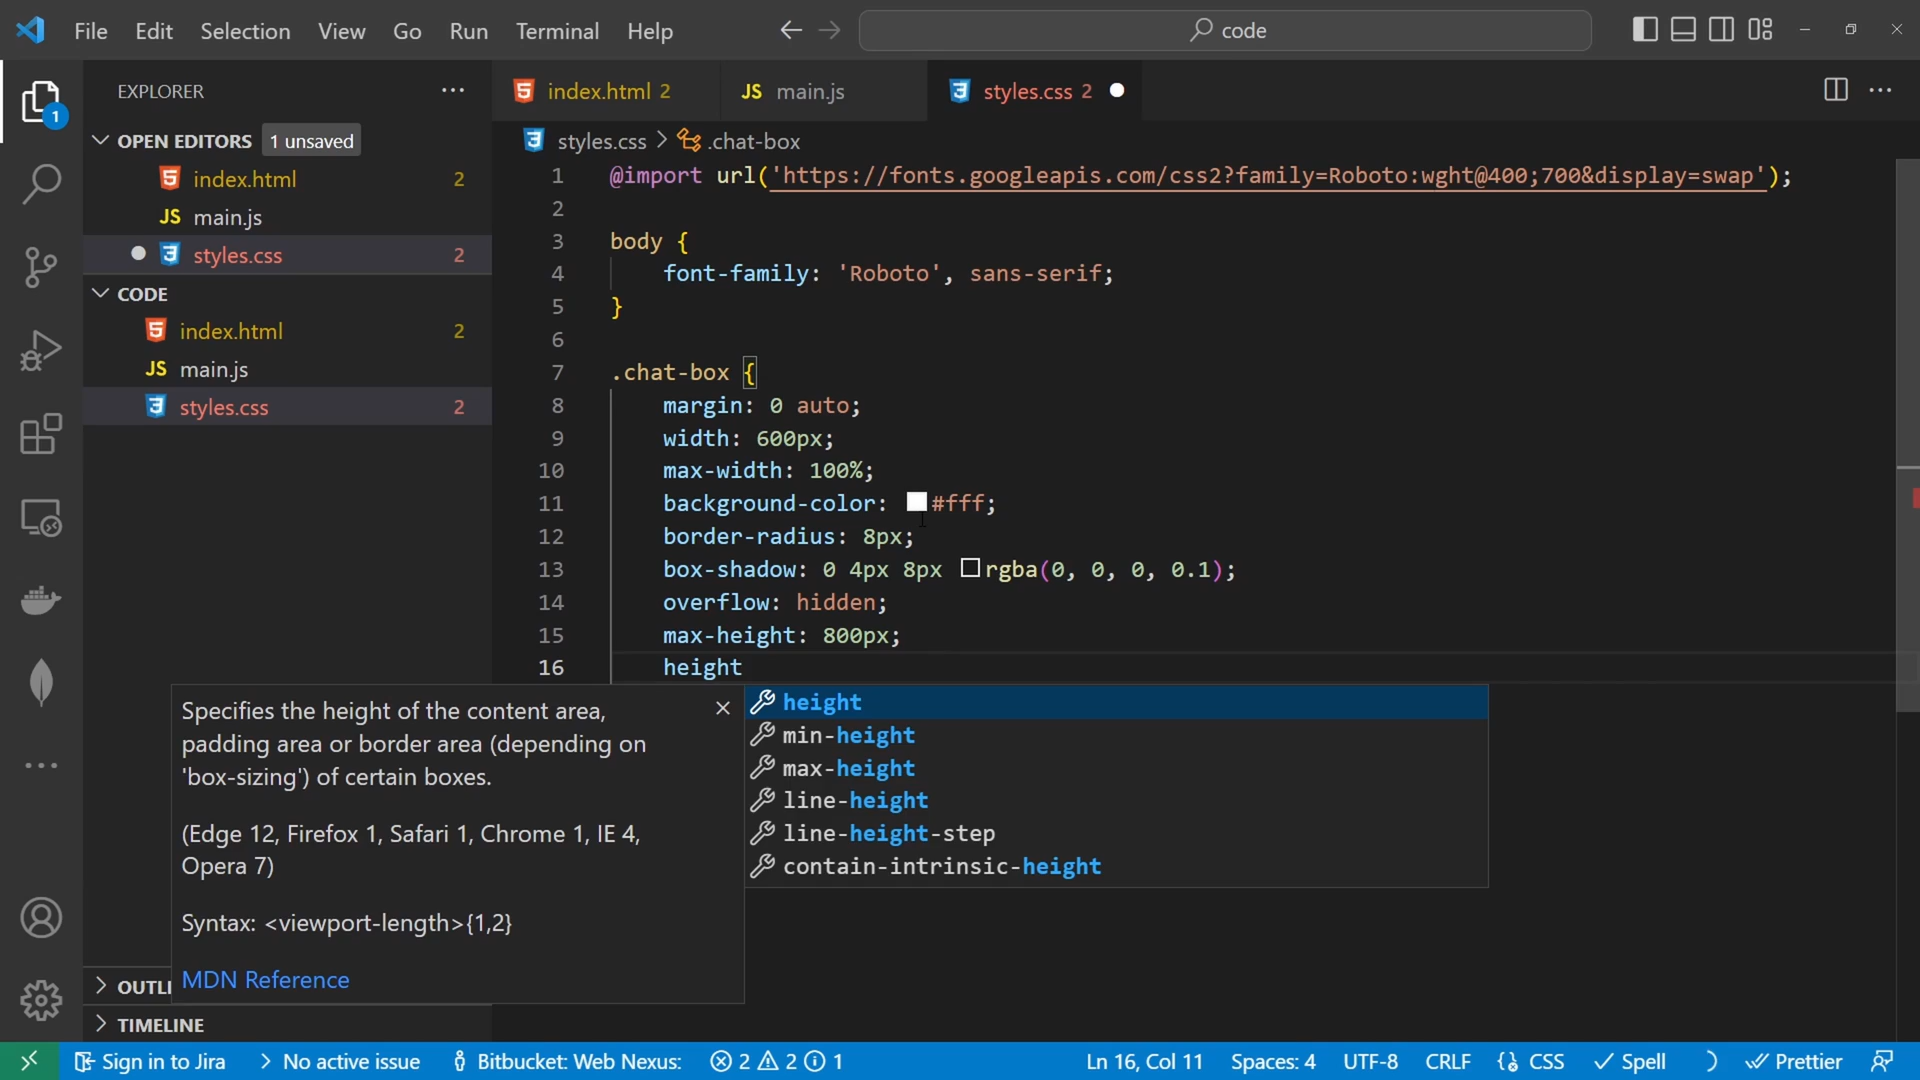 File Edit Selection View Go Run Terminal Help code
EXPLORER
1
OPEN EDITORS 1 unsaved
index.html 2
JS main.js
styles.css 2
CODE
index.html 2
JS main.js
styles.css 2
OUTLI
TIMELINE
index.html 2 JS main.js styles.css 2
styles.css > .chat-box
1 @import url('https://fonts.googleapis.com/css2?family=Roboto:wght@400;700&display=swap');
2
3 body {
4 font-family: 'Roboto', sans-serif;
5 }
6
7 .chat-box {
8 margin: 0 auto;
9 width: 600px;
10 max-width: 100%;
11 background-color: #fff;
12 border-radius: 8px;
13 box-shadow: 0 4px 8px rgba(0, 0, 0, 0.1);
14 overflow: hidden;
15 max-height: 800px;
16 height
Specifies the height of the content area,
padding area or border area (depending on
'box-sizing') of certain boxes.
(Edge 12, Firefox 1, Safari 1, Chrome 1, IE 4,
Opera 7)
Syntax: <viewport-length>{1,2}
MDN Reference
height
min-height
max-height
line-height
line-height-step
contain-intrinsic-height
Sign in to Jira No active issue Bitbucket: Web Nexus: 2 2 1 Ln 16, Col 11 Spaces: 4 UTF-8 CRLF {} CSS Spell Prettier